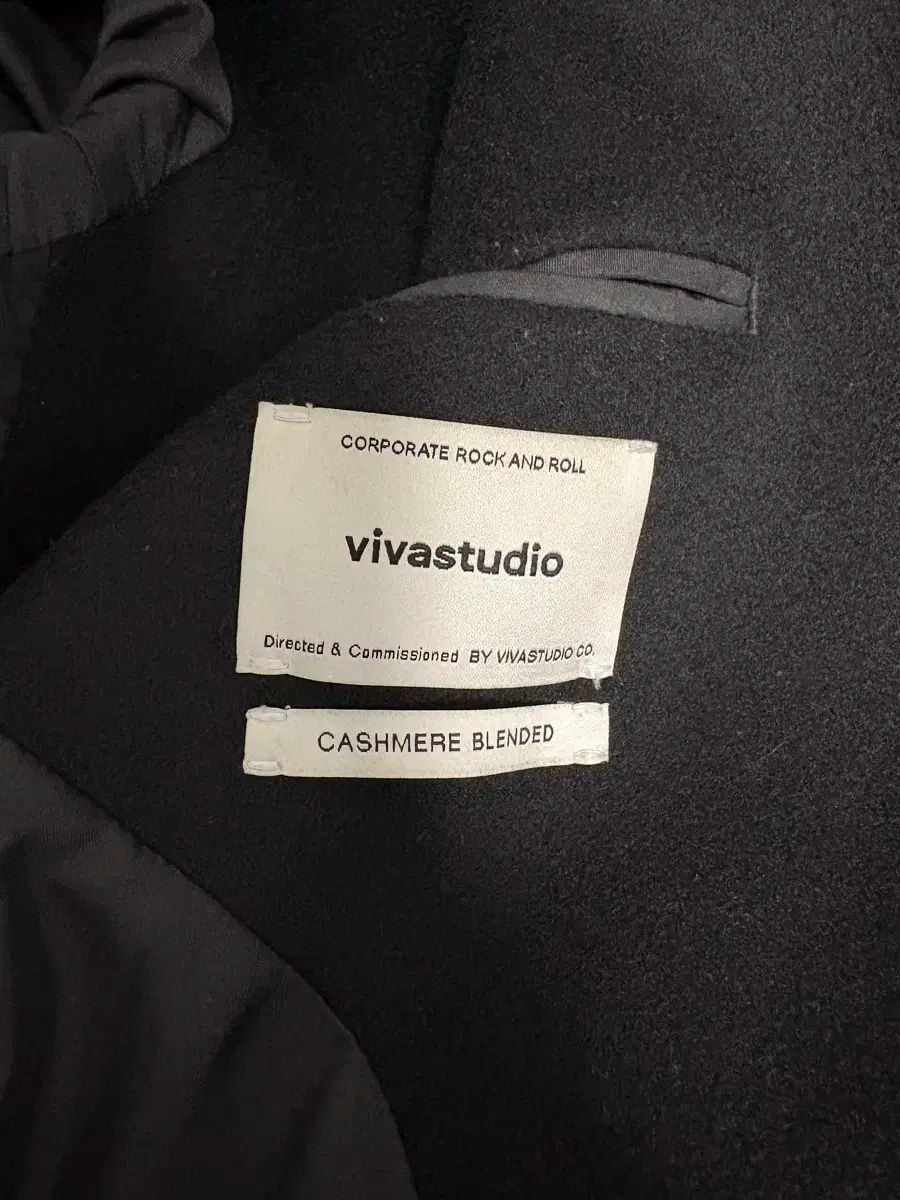 CORPORATE ROCK AND ROLL
vivastudio
Directed & Commissioned BY VIVASTUDIO CO.
CASHMERE BLENDED